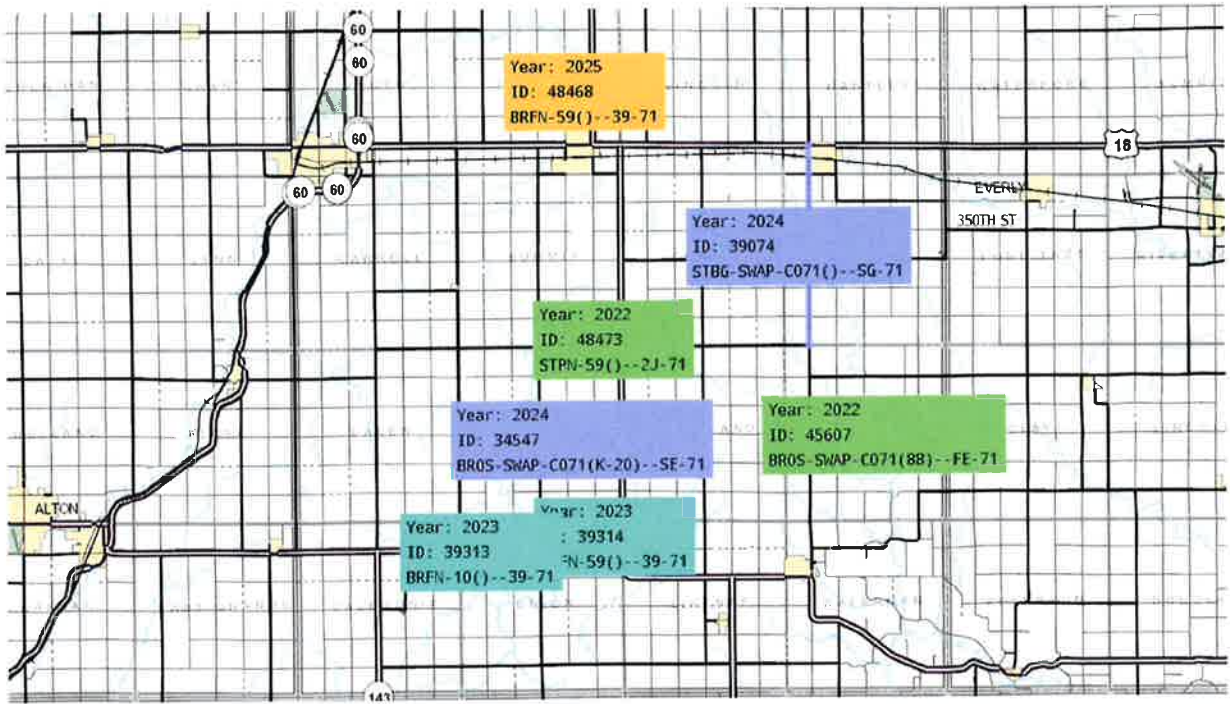 60
60
Year: 2025
ID: 48468
BRFN-59()--39-71
60
18
60
60
EVERLY
350TH ST
Year: 2024
ID: 39074
STBG-SWAP-C071()--SG-71
Year: 2022
ID: 48473
STPN-59()--2J-71
Year: 2024
ID: 34547
BROS-SWAP-C071(K-20)--SE-71
Year: 2022
ID: 45607
BROS-SWAP-C071(88)--FE-71
ALTON
Year: 2023
: 39314
FN-59()--39-71
Year: 2023
ID: 39313
BRFN-10()--39-71
143